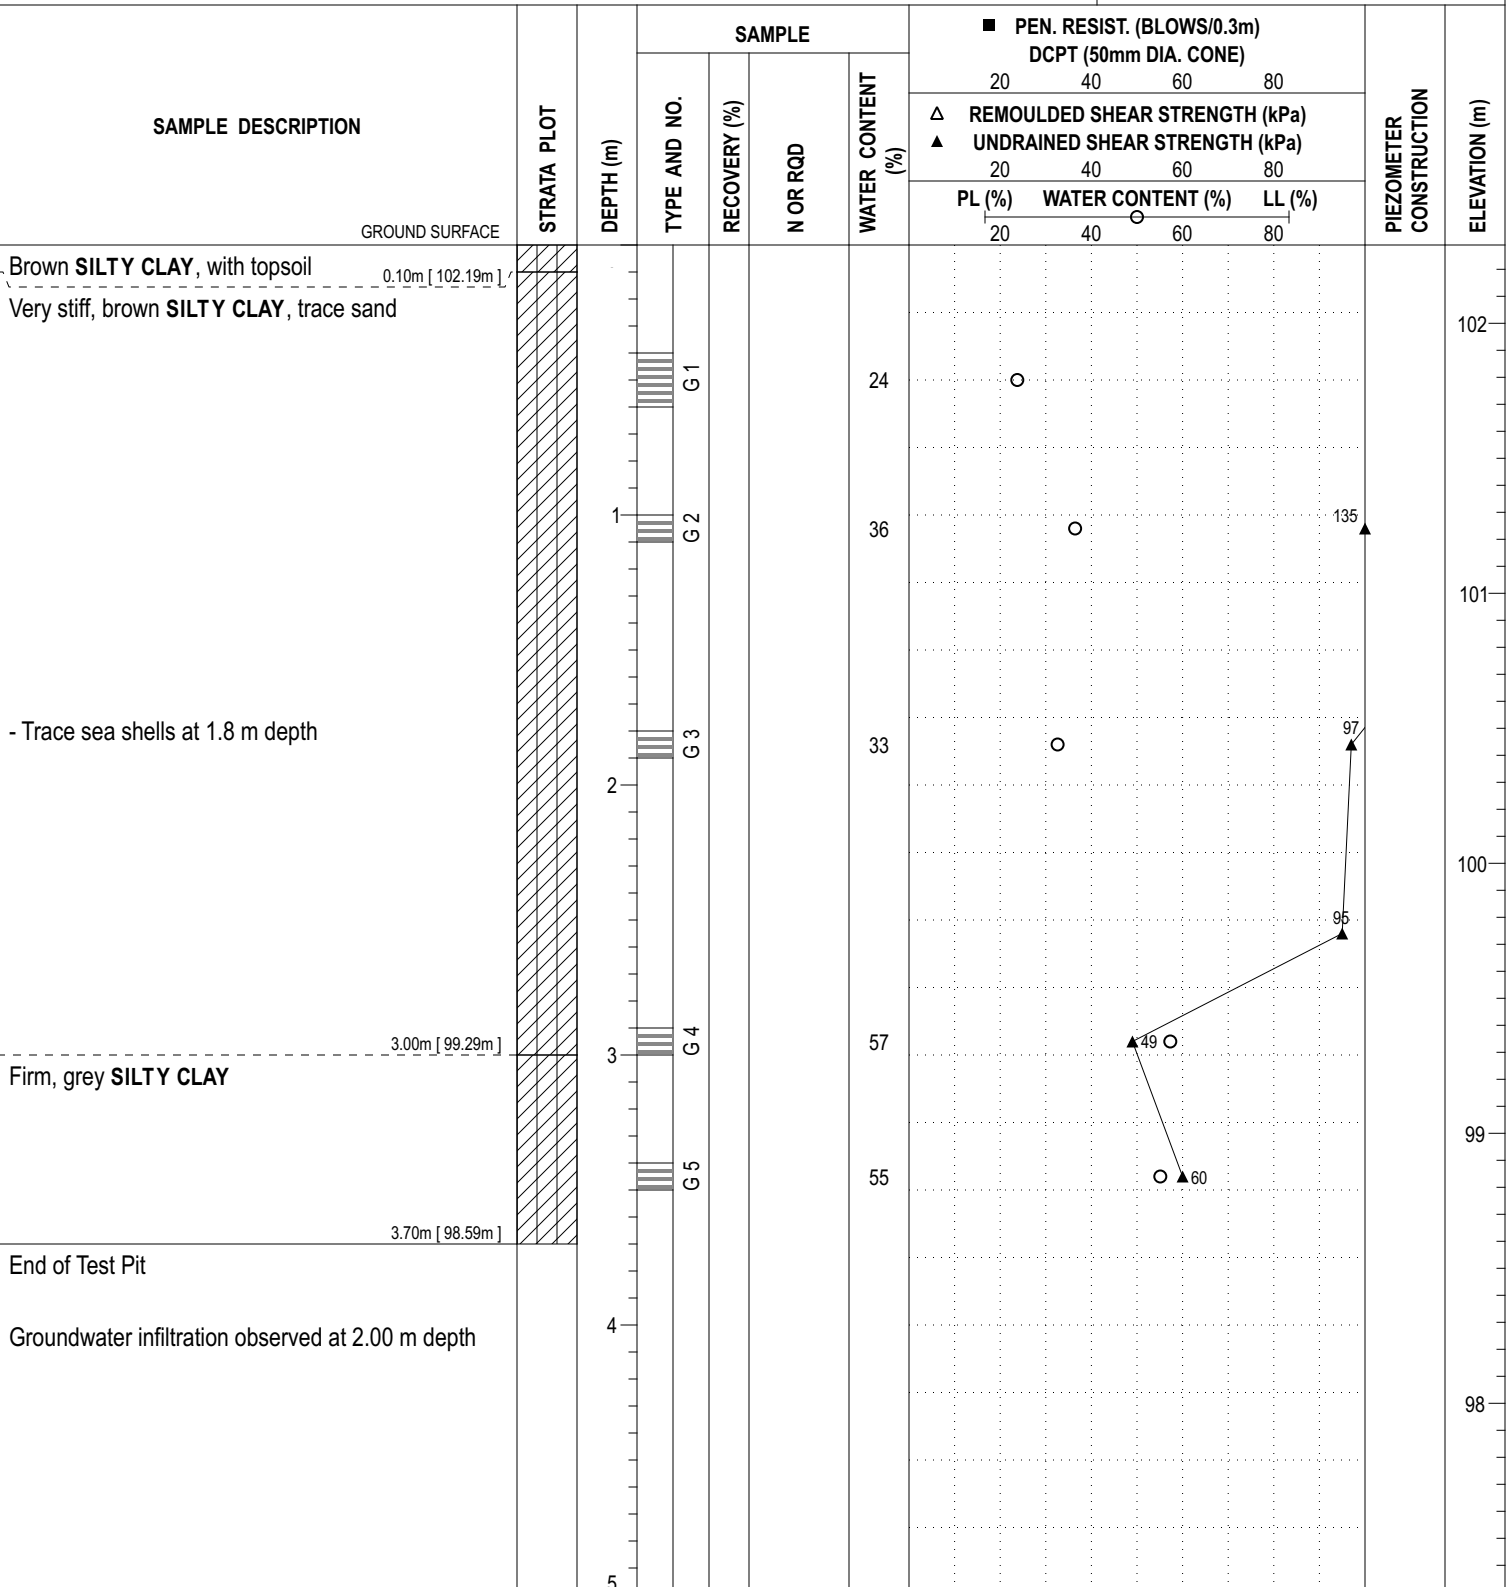 SAMPLE DESCRIPTION
GROUND SURFACE
STRATA PLOT
DEPTH (m)
SAMPLE
TYPE AND NO.
RECOVERY (%)
N OR RQD
WATER CONTENT
(%)
■ PEN. RESIST. (BLOWS/0.3m)
DCPT (50mm DIA. CONE)
20 40 60 80
△ REMOULDED SHEAR STRENGTH (kPa)
▲ UNDRAINED SHEAR STRENGTH (kPa)
20 40 60 80
PL (%) WATER CONTENT (%) LL (%)
20 40 60 80
PIEZOMETER
CONSTRUCTION
ELEVATION (m)
Brown SILTY CLAY, with topsoil
0.10m [ 102.19m ]
Very stiff, brown SILTY CLAY, trace sand
102
G 1
24
1
G 2
36
135
101
- Trace sea shells at 1.8 m depth
G 3
33
97
2
100
95
3.00m [ 99.29m ]
G 4
57
49
3
Firm, grey SILTY CLAY
99
G 5
55
60
3.70m [ 98.59m ]
End of Test Pit
Groundwater infiltration observed at 2.00 m depth
4
98
5